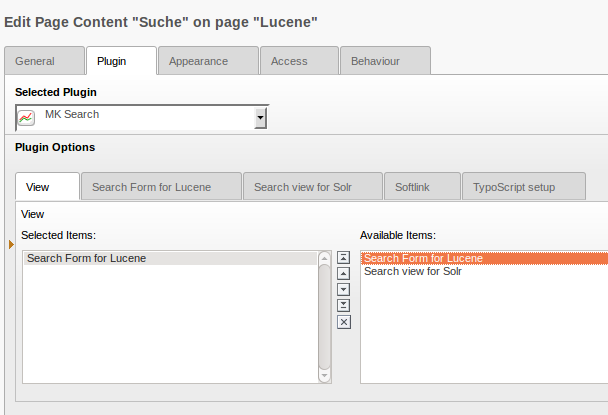 Edit Page Content "Suche" on page "Lucene"
General Plugin Appearance Access Behaviour
Selected Plugin
MK Search
Plugin Options
View Search Form for Lucene Search view for Solr Softlink TypoScript setup
View
Selected Items: Available Items:
Search Form for Lucene Search Form for Lucene
Search view for Solr